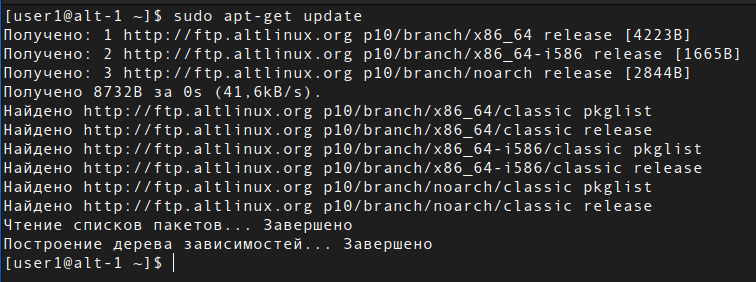 [user1@alt-1 ~]$ sudo apt-get update
Получено: 1 http://ftp.altlinux.org p10/branch/x86_64 release [4223B]
Получено: 2 http://ftp.altlinux.org p10/branch/x86_64-i586 release [1665B]
Получено: 3 http://ftp.altlinux.org p10/branch/noarch release [2844B]
Получено 8732B за 0s (41,6kB/s).
Найдено http://ftp.altlinux.org p10/branch/x86_64/classic pkglist
Найдено http://ftp.altlinux.org p10/branch/x86_64/classic release
Найдено http://ftp.altlinux.org p10/branch/x86_64-i586/classic pkglist
Найдено http://ftp.altlinux.org p10/branch/x86_64-i586/classic release
Найдено http://ftp.altlinux.org p10/branch/noarch/classic pkglist
Найдено http://ftp.altlinux.org p10/branch/noarch/classic release
Чтение списков пакетов... Завершено
Построение дерева зависимостей... Завершено
[user1@alt-1 ~]$